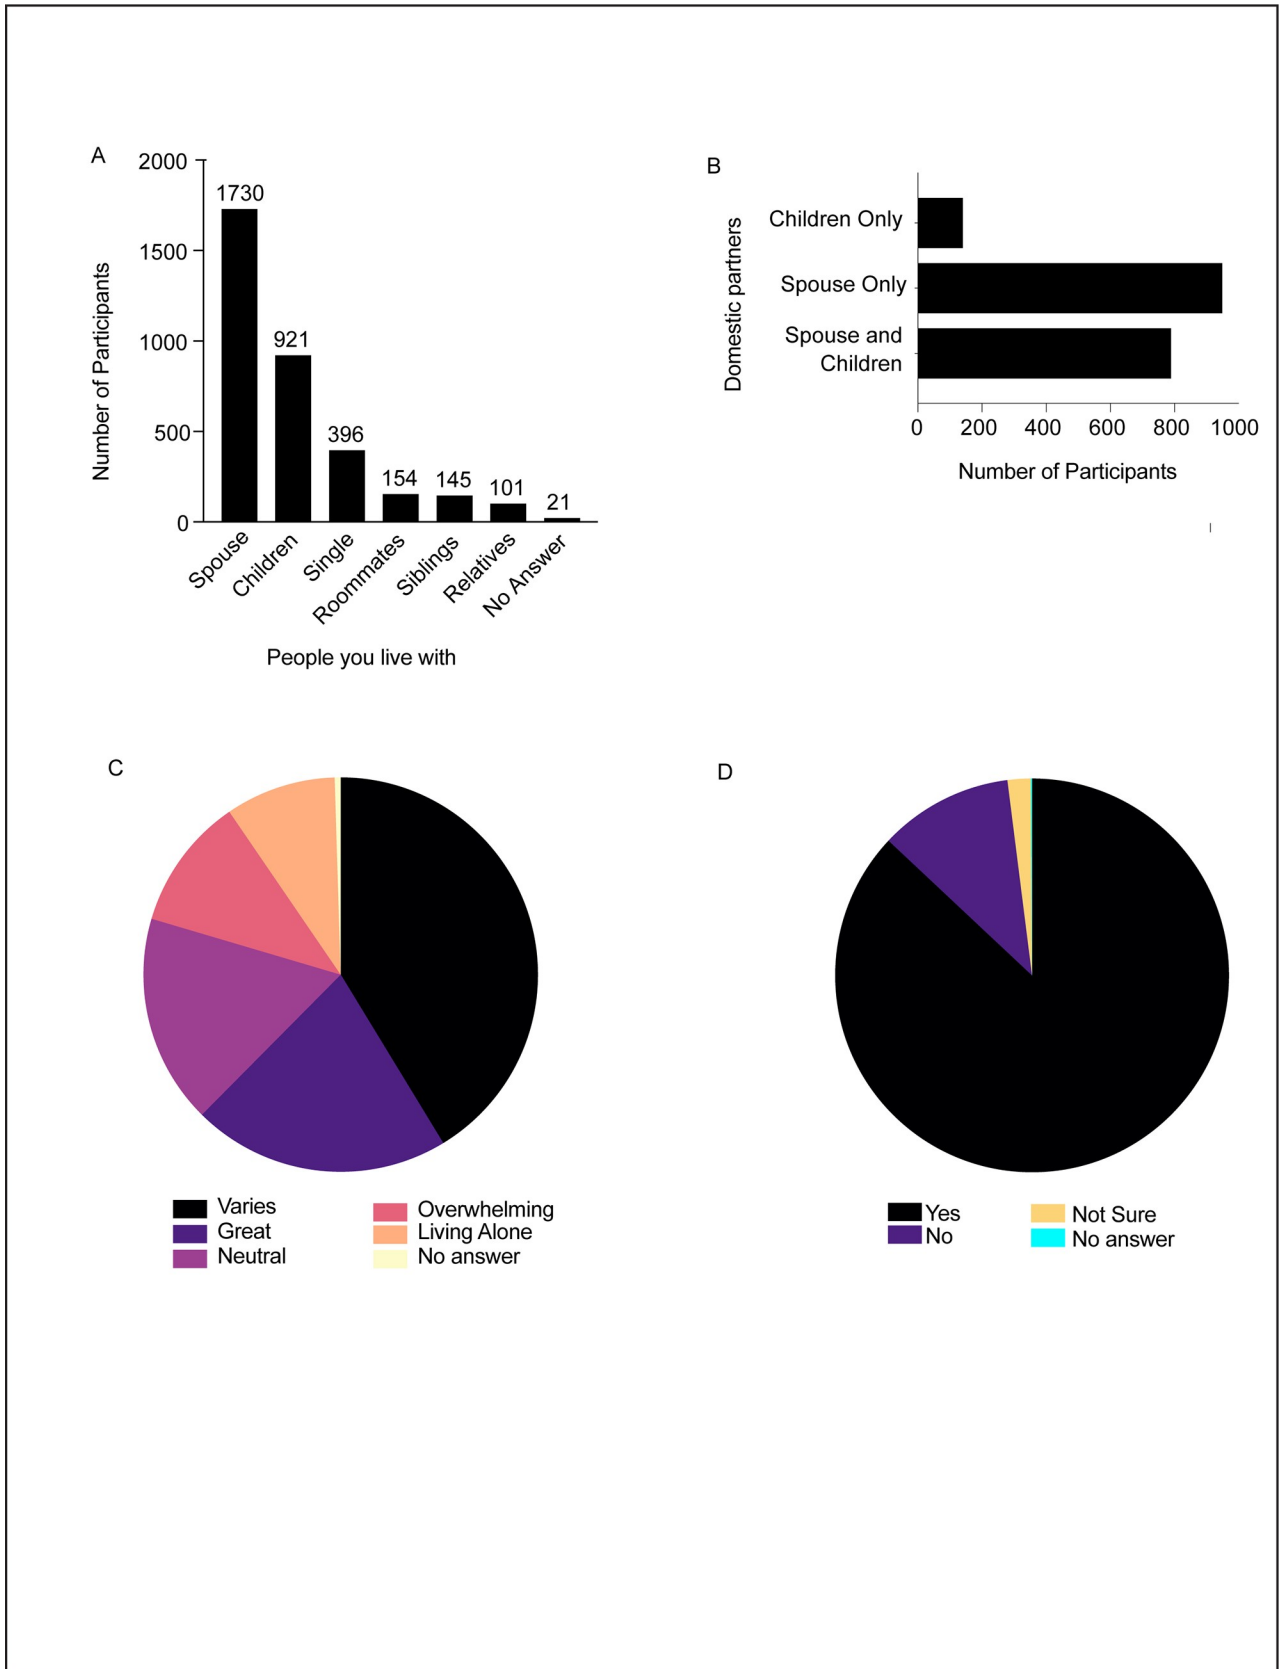 A
2000
1500
1000
500
0
Number of Participants
1730
921
396
154
145
101
21
Spouse
Children
Single
Roommates
Siblings
Relatives
No Answer
People you live with
B
Domestic partners
Children Only
Spouse Only
Spouse and
Children
0 200 400 600 800 1000
Number of Participants
C
Varies
Great
Neutral
Overwhelming
Living Alone
No answer
D
Yes
No
Not Sure
No answer